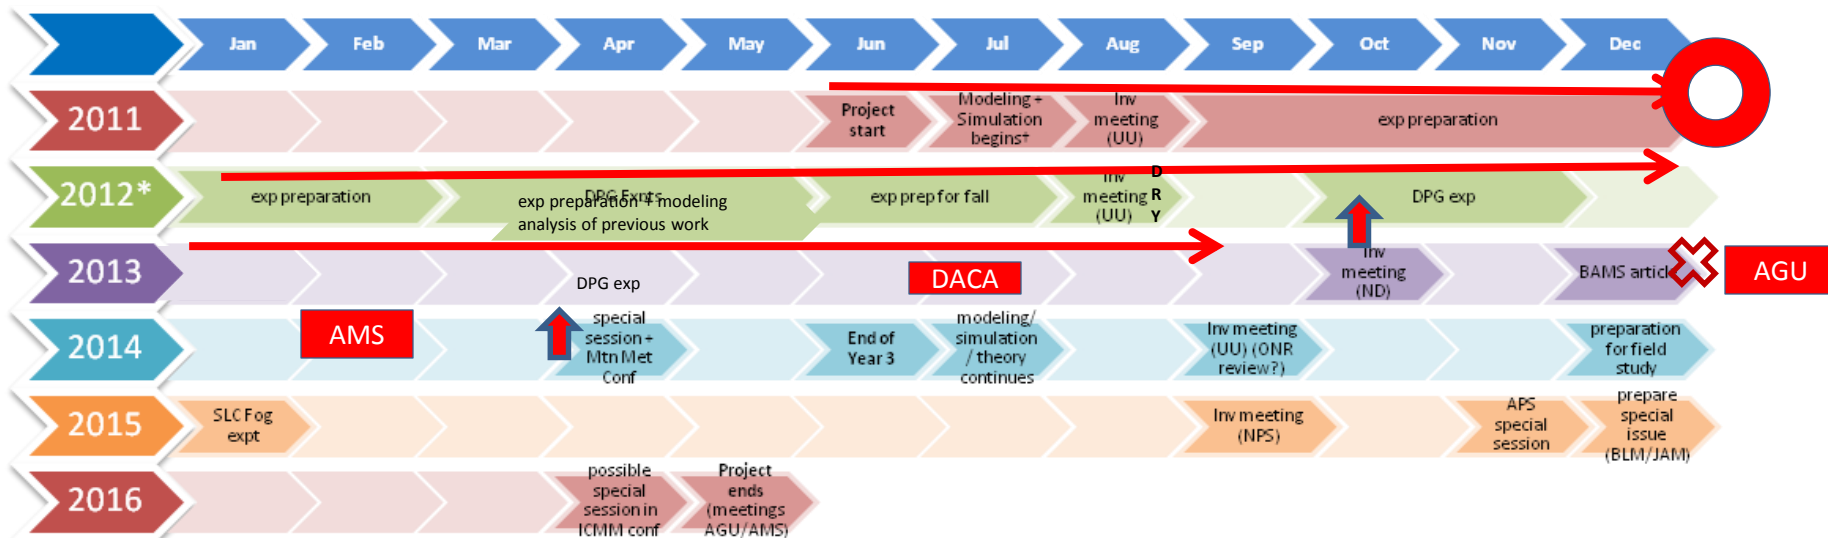 Jan Feb Mar Apr May Jun Jul Aug Sep Oct Nov Dec
2011
Project
start
Modeling +
Simulation
begins†
Inv
meeting
(UU)
exp preparation
2012*
exp preparation
DPG Expts
exp preparation + modeling
analysis of previous work
exp prep for fall
Inv
meeting
(UU)
D
R
Y
DPG exp
2013
DPG exp
DACA
Inv
meeting
(ND)
BAMS article
AGU
2014
AMS
special
session +
Mtn Met
Conf
End of
Year 3
modeling/
simulation
/ theory
continues
Inv meeting
(UU) (ONR
review?)
preparation
for field
study
2015
SLC Fog
expt
Inv meeting
(NPS)
APS
special
session
prepare
special
issue
(BLM/JAM)
2016
possible
special
session in
ICMM conf
Project
ends
(meetings
AGU/AMS)